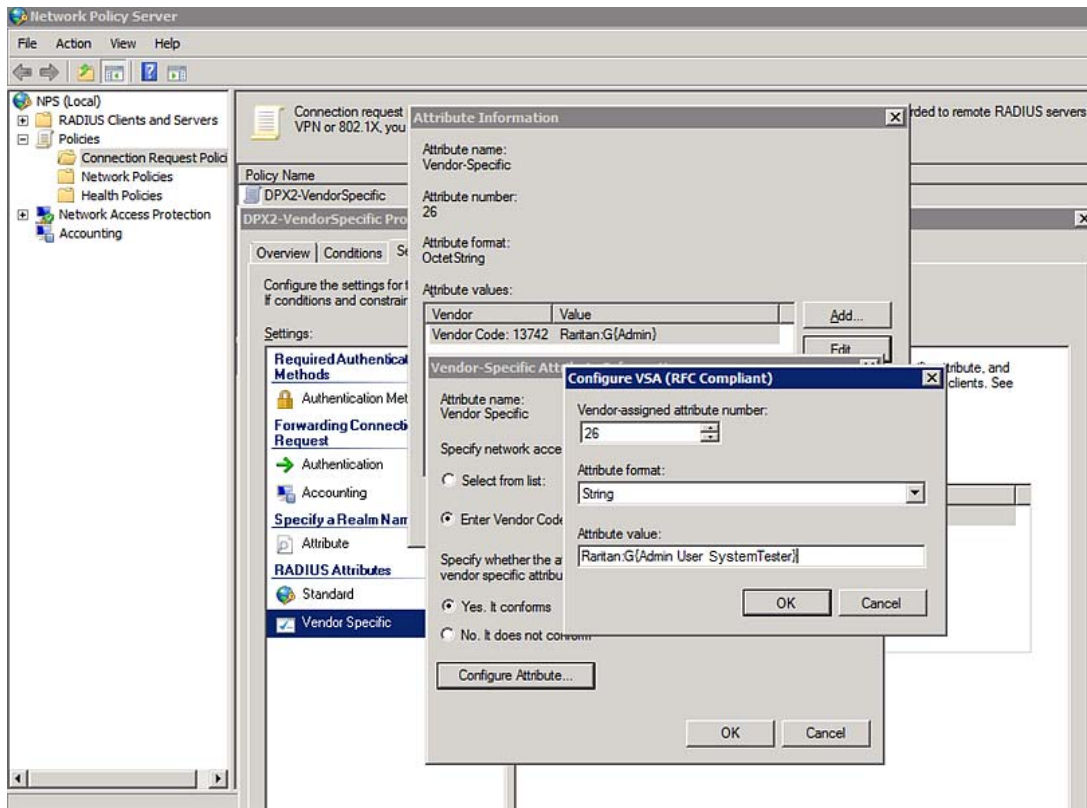 Network Policy Server
File Action View Help
NPS (Local)
RADIUS Clients and Servers
Policies
Connection Request Polici
Network Policies
Health Policies
Network Access Protection
Accounting
Connection request
VPN or 802.1X, you
rded to remote RADIUS servers
Policy Name
DPX2-VendorSpecific
DPX2-VendorSpecific Pro
Overview Conditions Se
Configure the settings for t
If conditions and constrain
Settings:
Required Authenticat
Methods
Authentication Met
Forwarding Connecti
Request
Authentication
Accounting
Specify a Realm Nam
Attribute
RADIUS Attributes
Standard
Vendor Specific
Attribute Information
Attribute name:
Vendor-Specific
Attribute number:
26
Attribute format:
OctetString
Attribute values:
Vendor Value
Vendor Code: 13742 Raritan:G{Admin}
Add...
Edit
tribute, and
clients. See
Vendor-Specific Att
Attribute name:
Vendor Specific
Specify network acce
Select from list:
Enter Vendor Code
Specify whether the a
vendor specific attribu
Yes. It conforms
No. It does not conform
Configure Attribute...
OK Cancel
Configure VSA (RFC Compliant)
Vendor-assigned attribute number:
26
Attribute format:
String
Attribute value:
Raritan:G{Admin User SystemTester}
OK Cancel